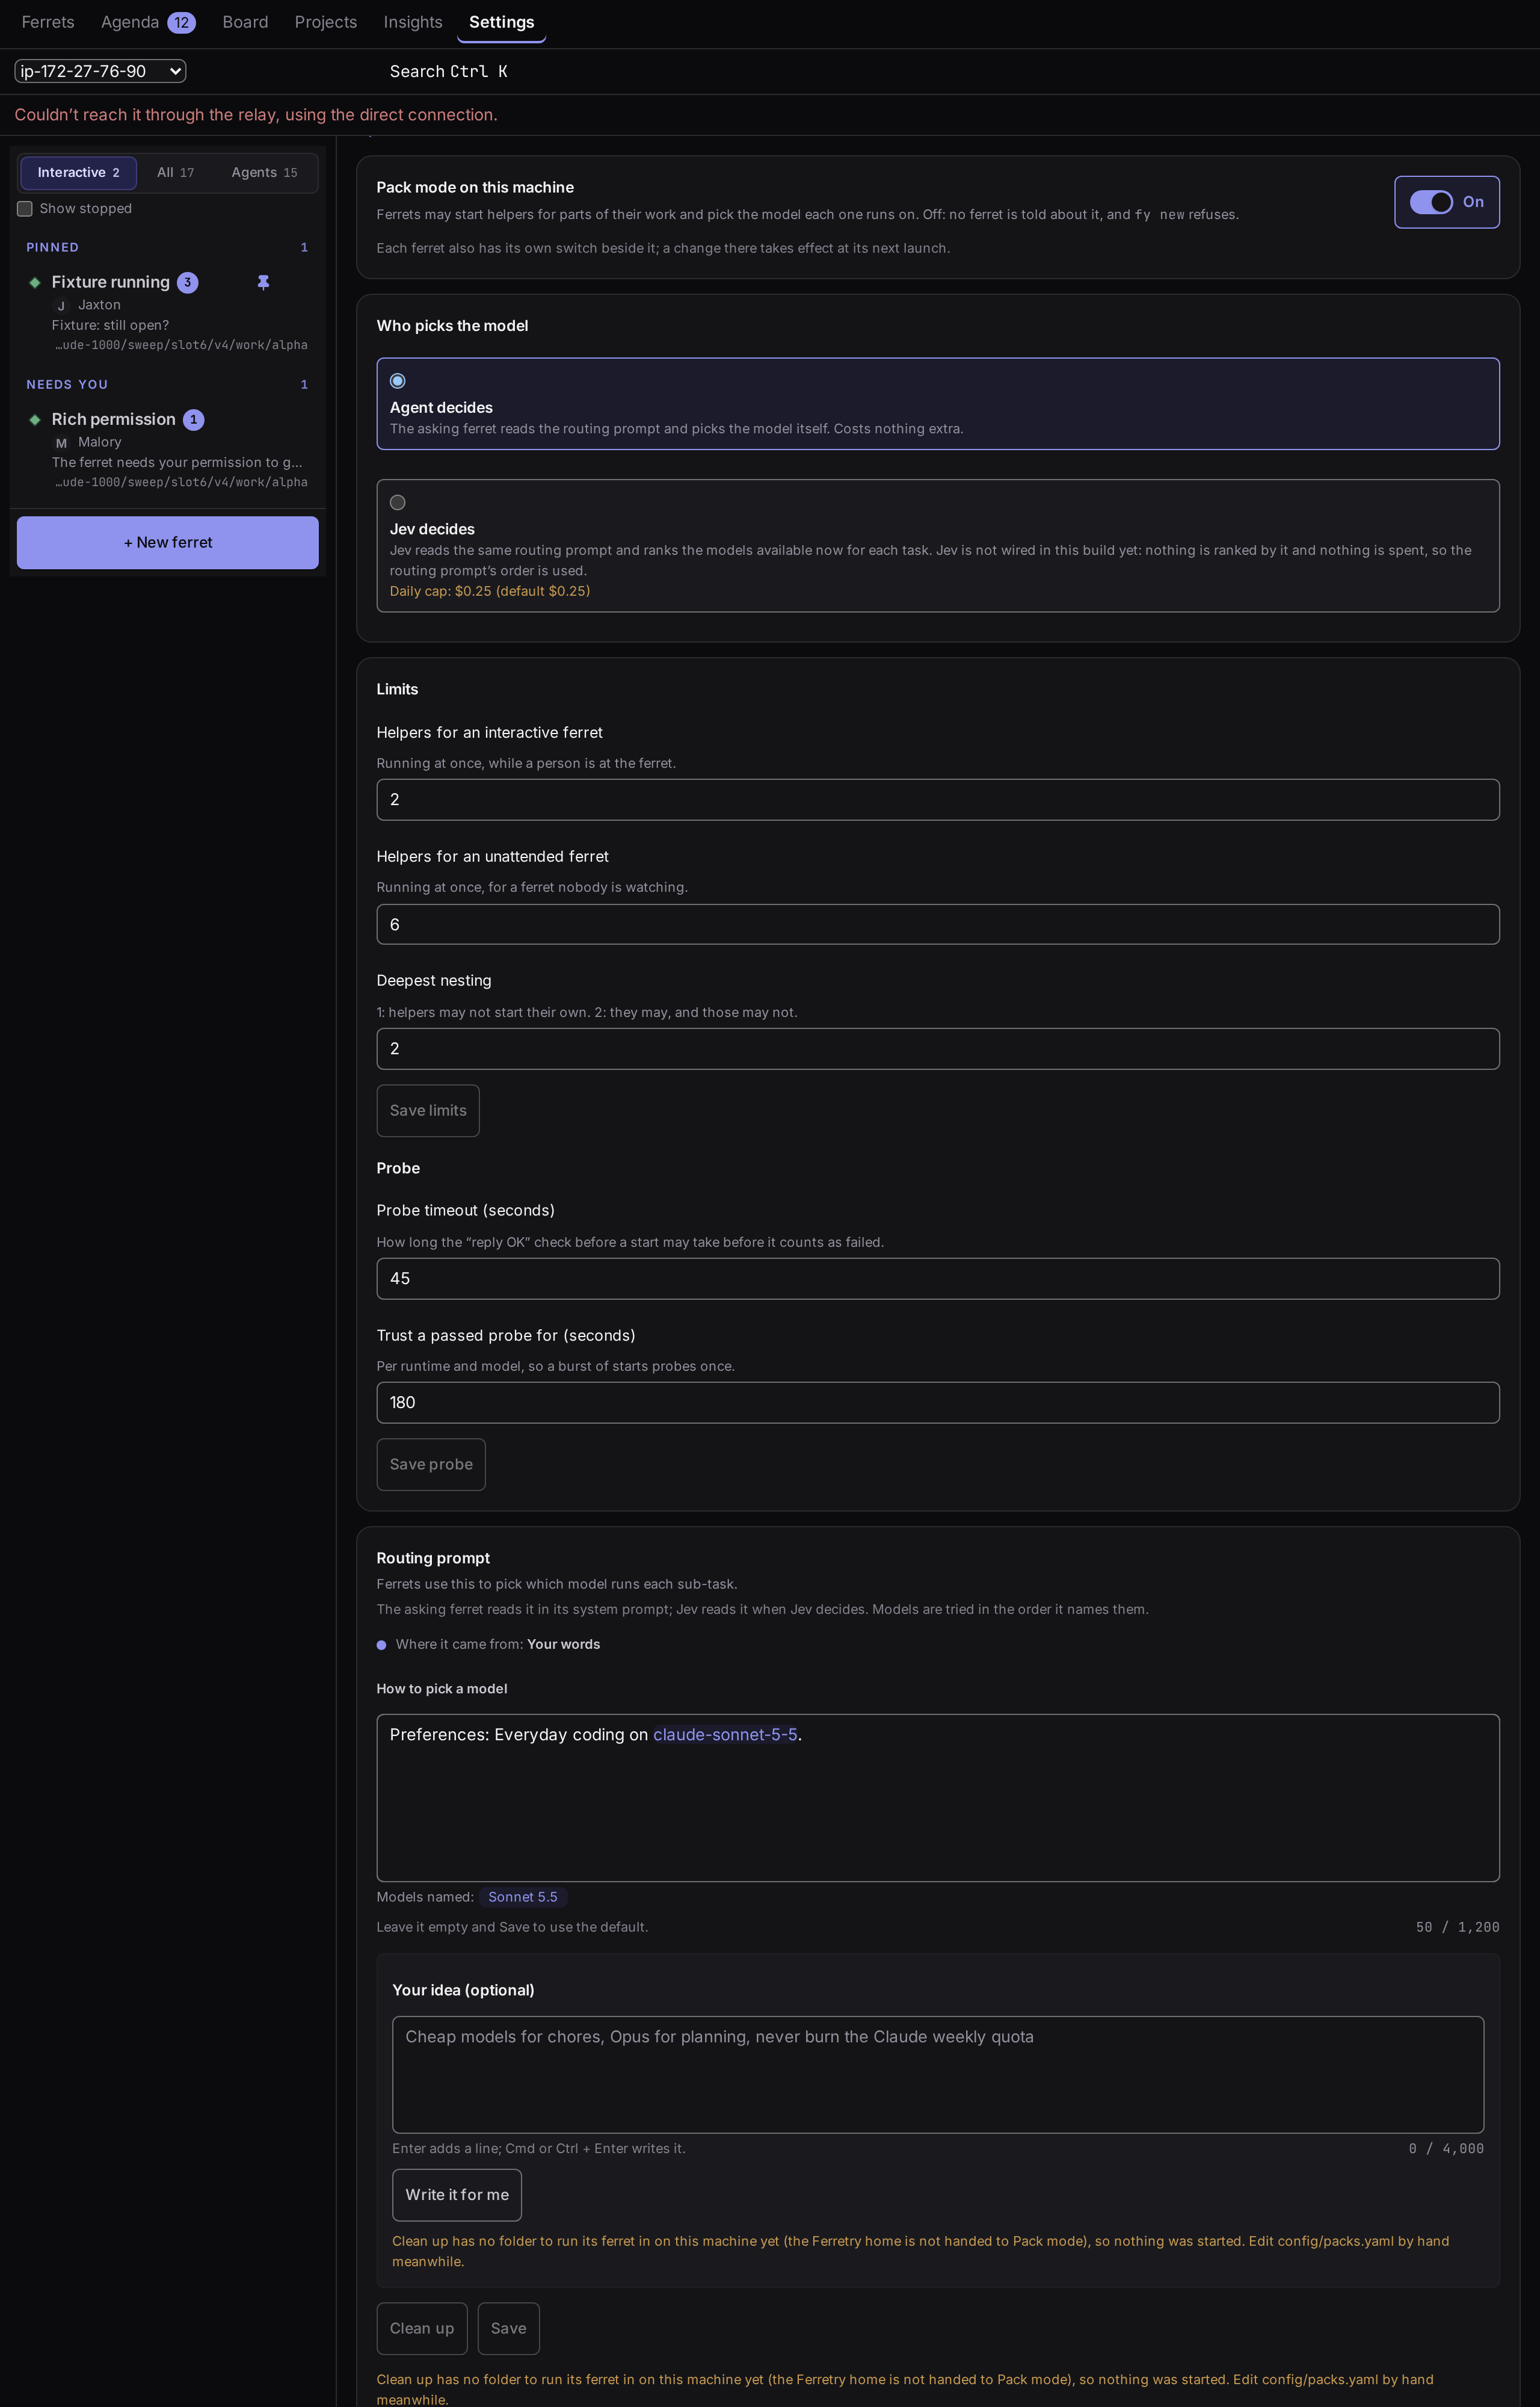 Ferrets Agenda 12 Board Projects Insights Settings
ip-172-27-76-90 Search Ctrl K
Couldn’t reach it through the relay, using the direct connection.
Interactive 2 All 17 Agents 15
Show stopped
PINNED 1
Fixture running 3
J Jaxton
Fixture: still open?
…ude-1000/sweep/slot6/v4/work/alpha
NEEDS YOU 1
Rich permission 1
M Malory
The ferret needs your permission to g…
…ude-1000/sweep/slot6/v4/work/alpha
+ New ferret
Pack mode on this machine
Ferrets may start helpers for parts of their work and pick the model each one runs on. Off: no ferret is told about it, and fy new refuses.
Each ferret also has its own switch beside it; a change there takes effect at its next launch.
On
Who picks the model
Agent decides
The asking ferret reads the routing prompt and picks the model itself. Costs nothing extra.
Jev decides
Jev reads the same routing prompt and ranks the models available now for each task. Jev is not wired in this build yet: nothing is ranked by it and nothing is spent, so the
routing prompt’s order is used.
Daily cap: $0.25 (default $0.25)
Limits
Helpers for an interactive ferret
Running at once, while a person is at the ferret.
2
Helpers for an unattended ferret
Running at once, for a ferret nobody is watching.
6
Deepest nesting
1: helpers may not start their own. 2: they may, and those may not.
2
Save limits
Probe
Probe timeout (seconds)
How long the “reply OK” check before a start may take before it counts as failed.
45
Trust a passed probe for (seconds)
Per runtime and model, so a burst of starts probes once.
180
Save probe
Routing prompt
Ferrets use this to pick which model runs each sub-task.
The asking ferret reads it in its system prompt; Jev reads it when Jev decides. Models are tried in the order it names them.
Where it came from: Your words
How to pick a model
Preferences: Everyday coding on claude-sonnet-5-5.
Models named: Sonnet 5.5
Leave it empty and Save to use the default. 50 / 1,200
Your idea (optional)
Cheap models for chores, Opus for planning, never burn the Claude weekly quota
Enter adds a line; Cmd or Ctrl + Enter writes it. 0 / 4,000
Write it for me
Clean up has no folder to run its ferret in on this machine yet (the Ferretry home is not handed to Pack mode), so nothing was started. Edit config/packs.yaml by hand
meanwhile.
Clean up Save
Clean up has no folder to run its ferret in on this machine yet (the Ferretry home is not handed to Pack mode), so nothing was started. Edit config/packs.yaml by hand
meanwhile.